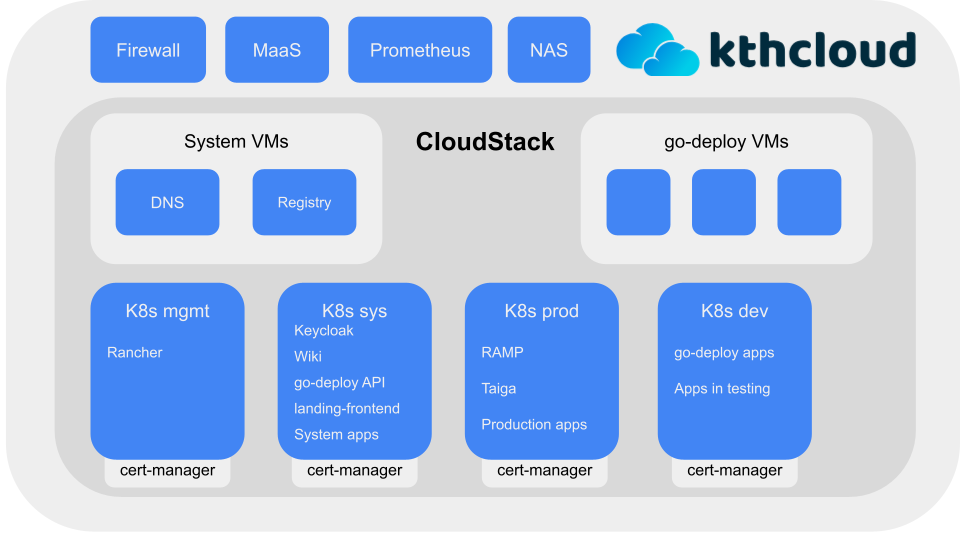 Firewall
MaaS
Prometheus
NAS
kthcloud
System VMs
CloudStack
go-deploy VMs
DNS
Registry
K8s mgmt
Rancher
cert-manager
K8s sys
Keycloak
Wiki
go-deploy API
landing-frontend
System apps
cert-manager
K8s prod
RAMP
Taiga
Production apps
cert-manager
K8s dev
go-deploy apps
Apps in testing
cert-manager